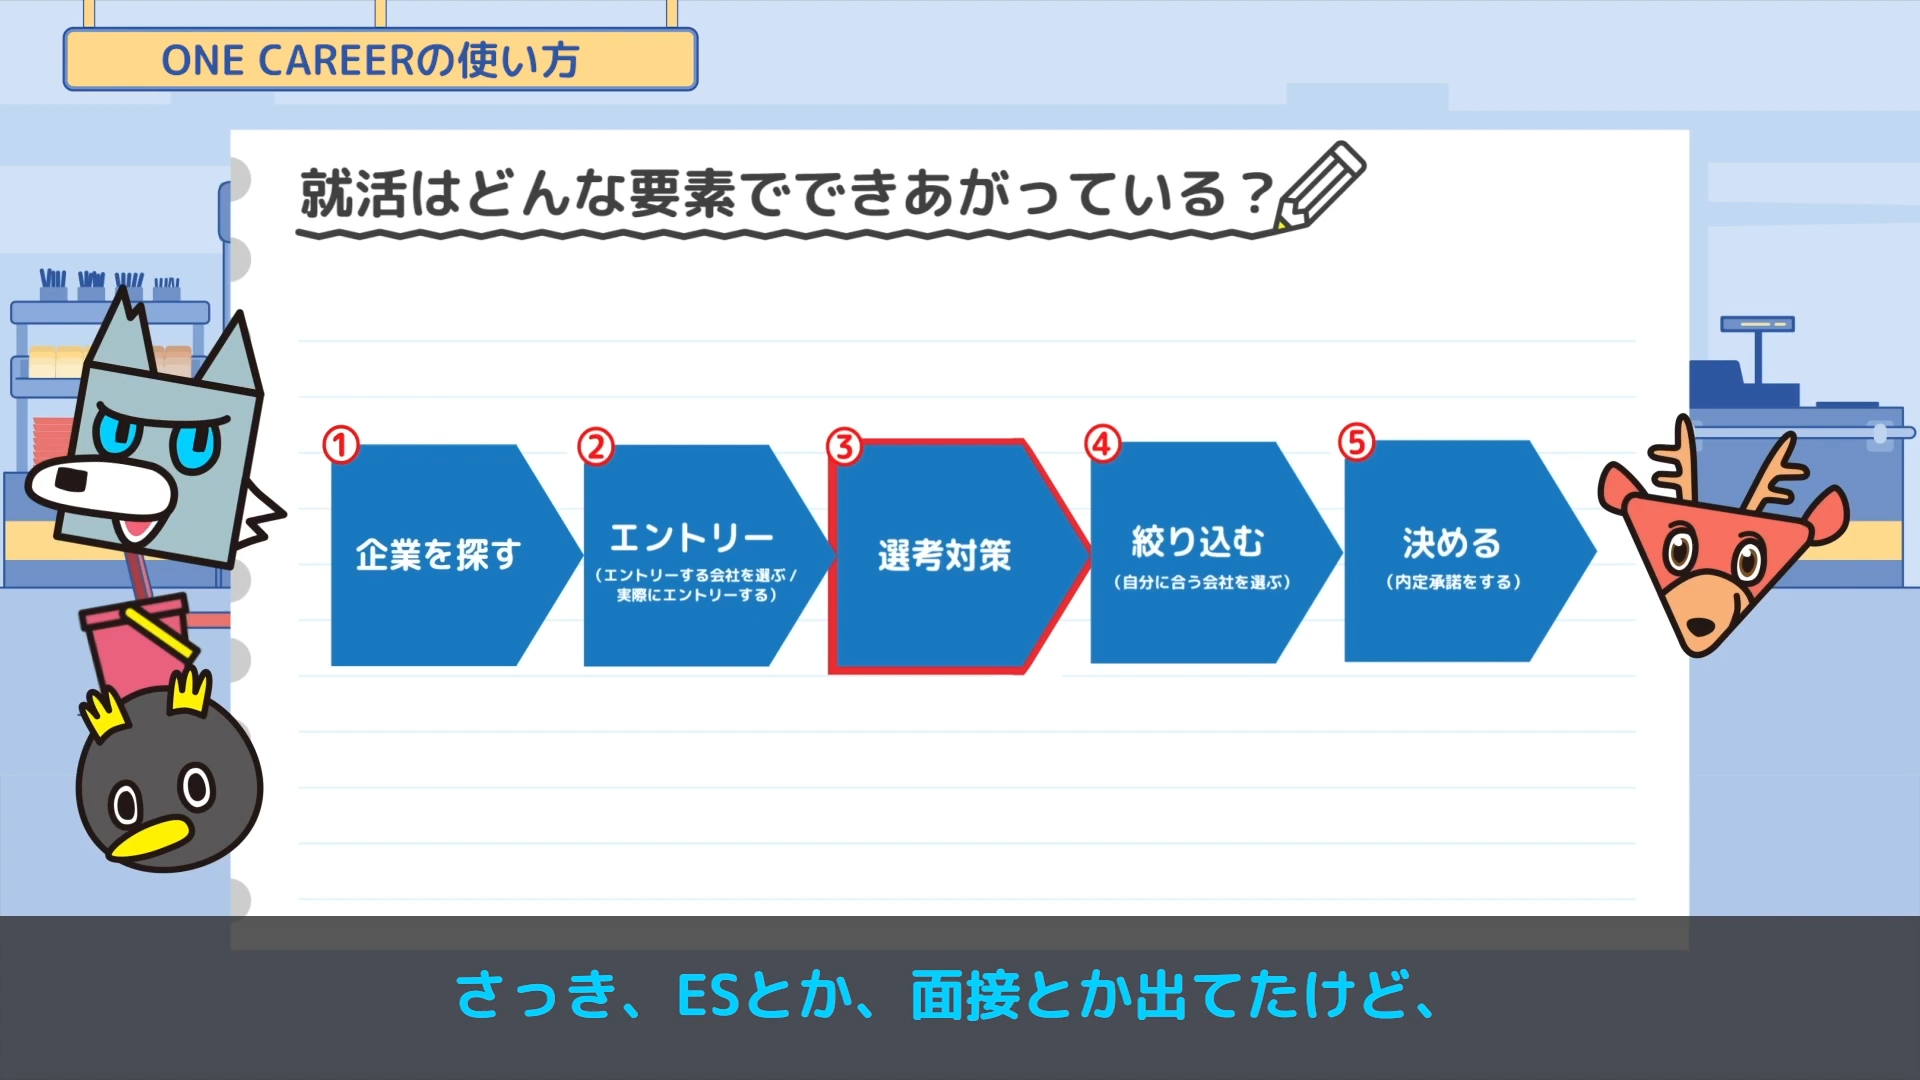 ONE CAREERの使い方
就活はどんな要素でできあがっている？
①
企業を探す
②
エントリー
（エントリーする会社を選ぶ /
実際にエントリーする）
③
選考対策
④
絞り込む
（自分に合う会社を選ぶ）
⑤
決める
（内定承諾をする）
さっき、ESとか、面接とか出てたけど、